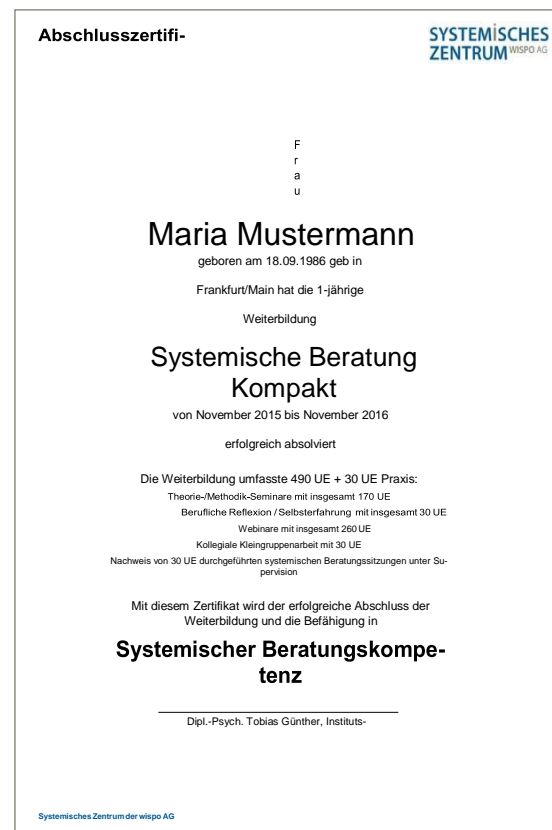 Abschlusszertifi-
SYSTEMiSCHES
ZENTRUM WISPO AG
F
r
a
u
Maria Mustermann
geboren am 18.09.1986 geb in
Frankfurt/Main hat die 1-jährige
Weiterbildung
Systemische Beratung
Kompakt
von November 2015 bis November 2016
erfolgreich absolviert
Die Weiterbildung umfasste 490 UE + 30 UE Praxis:
Theorie-/Methodik-Seminare mit insgesamt 170 UE
Berufliche Reflexion / Selbsterfahrung mit insgesamt 30 UE
Webinare mit insgesamt 260 UE
Kollegiale Kleingruppenarbeit mit 30 UE
Nachweis von 30 UE durchgeführten systemischen Beratungssitzungen unter Su-
pervision
Mit diesem Zertifikat wird der erfolgreiche Abschluss der
Weiterbildung und die Befähigung in
Systemischer Beratungskompe-
tenz
Dipl.-Psych. Tobias Günther, Instituts-
Systemisches Zentrum der wispo AG